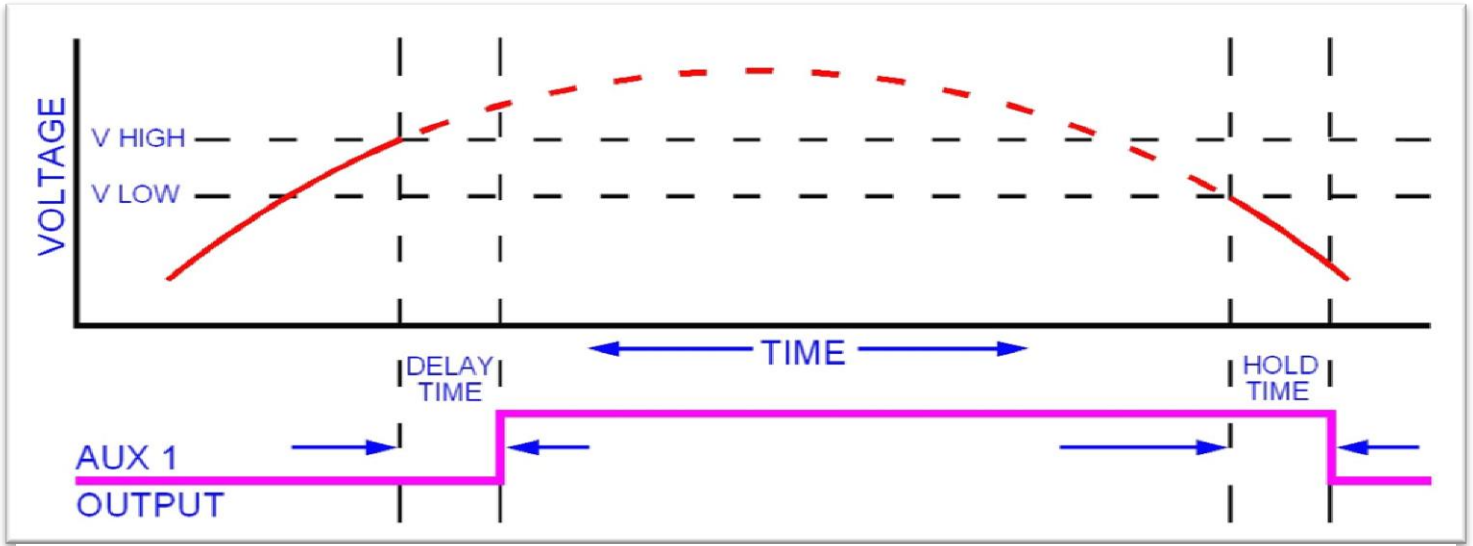 VOLTAGE
V HIGH
V LOW
TIME
DELAY
TIME
HOLD
TIME
AUX 1
OUTPUT